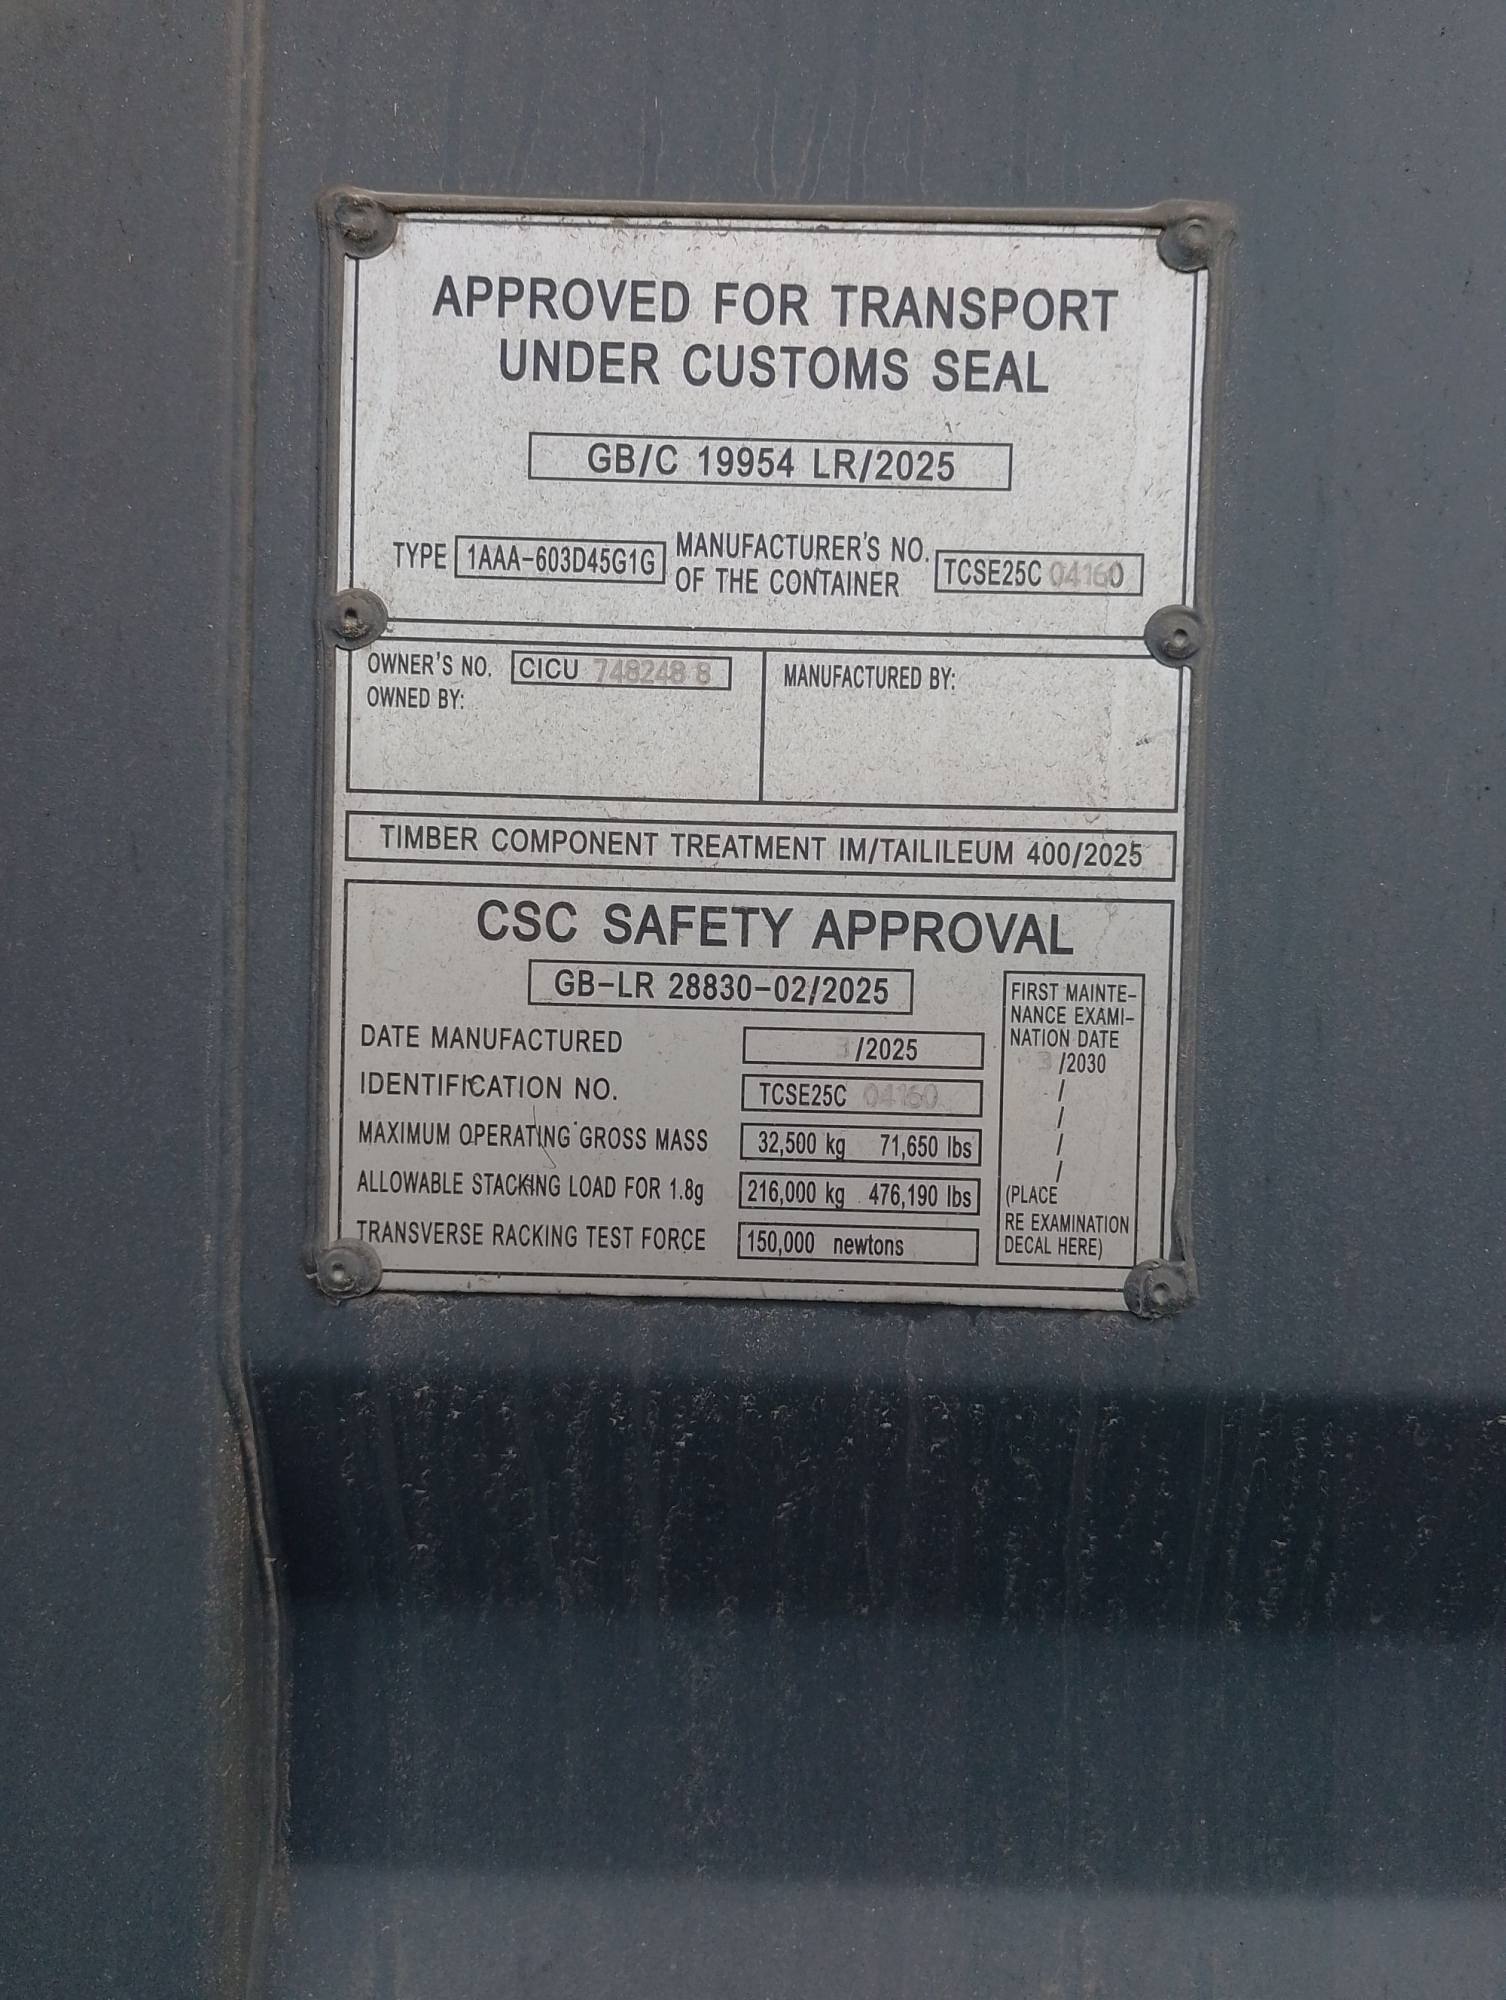 APPROVED FOR TRANSPORT
UNDER CUSTOMS SEAL
GB/C 19954 LR/2025
TYPE 1AAA-603D45G1G MANUFACTURER'S NO.
OF THE CONTAINER TCSE25C 04160
OWNER'S NO. CICU 748248 8
OWNED BY:
MANUFACTURED BY:
TIMBER COMPONENT TREATMENT IM/TAILILEUM 400/2025
CSC SAFETY APPROVAL
GB-LR 28830-02/2025
DATE MANUFACTURED 3/2025
IDENTIFICATION NO. TCSE25C 04160
MAXIMUM OPERATING GROSS MASS 32,500 kg 71,650 lbs
ALLOWABLE STACKING LOAD FOR 1.8g 216,000 kg 476,190 lbs
TRANSVERSE RACKING TEST FORCE 150,000 newtons
FIRST MAINTE-
NANCE EXAMI-
NATION DATE
3/2030
/
/
/
/
(PLACE
RE EXAMINATION
DECAL HERE)